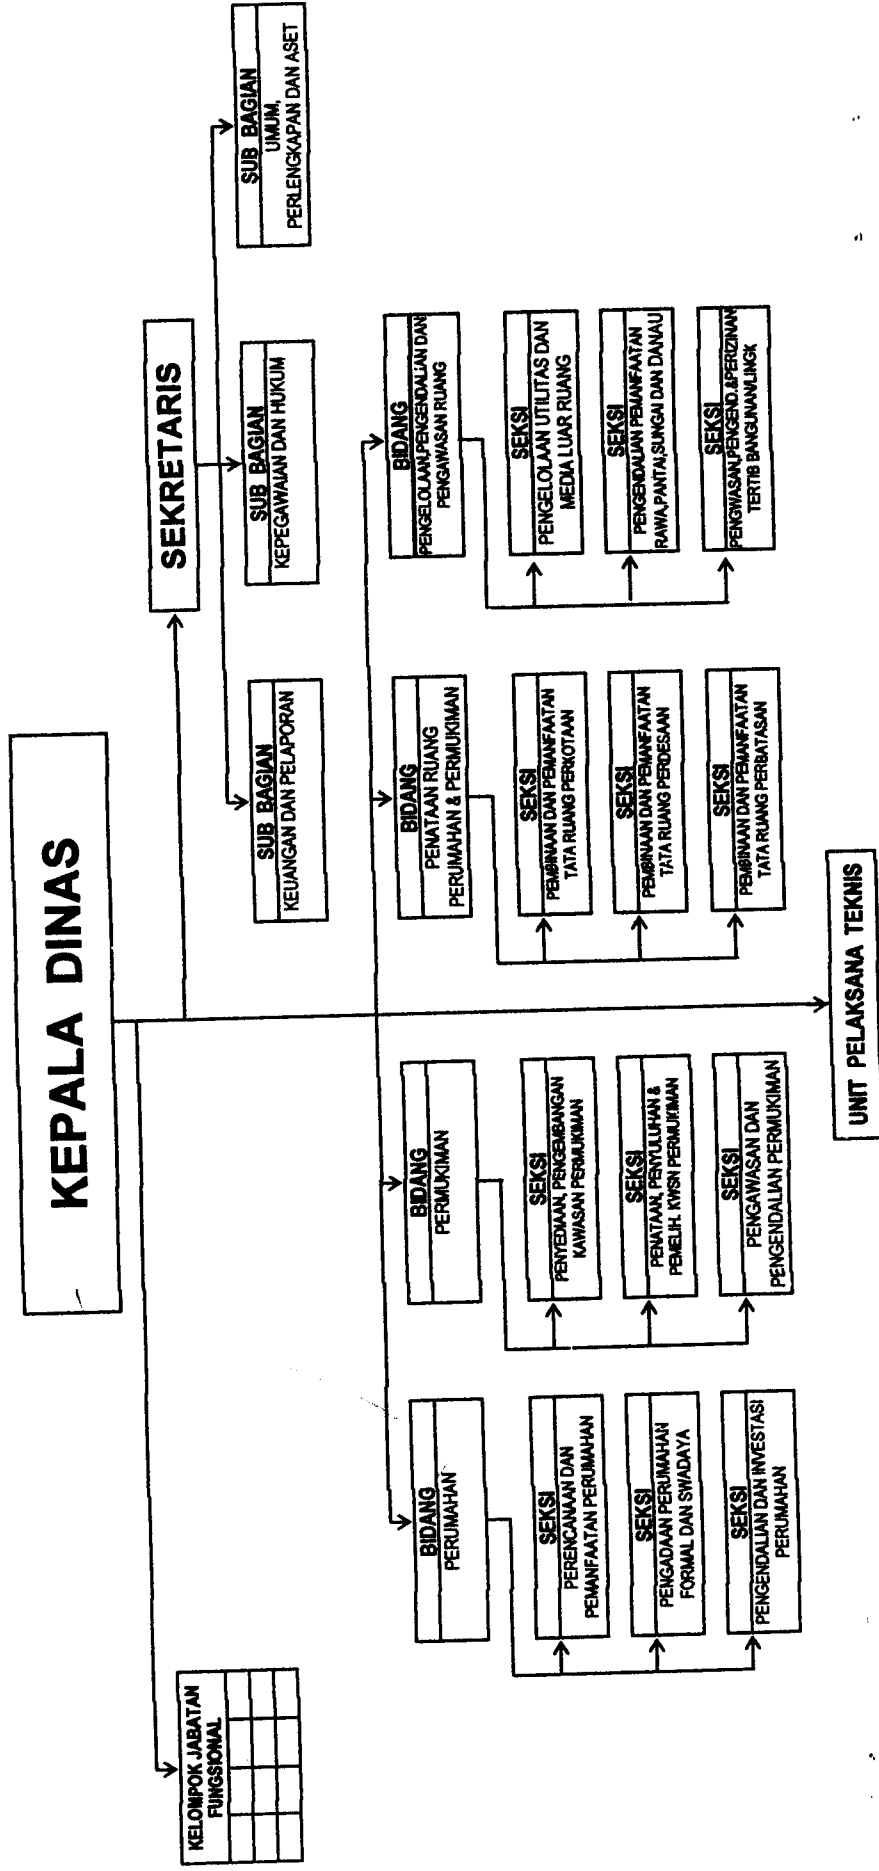 KEPALA DINAS
SEKRETARIS
KELOMPOK JABATAN
FUNGSIONAL
SUB BAGIAN
KEUANGAN DAN PELAPORAN
SUB BAGIAN
KEPEGAWAIAN DAN HUKUM
SUB BAGIAN
UMUM,
PERLENGKAPAN DAN ASET
BIDANG
PERUMAHAN
SEKSI
PERENCANAAN DAN
PEMANFAATAN PERUMAHAN
SEKSI
PENGADAAN PERUMAHAN
FORMAL DAN SWADAYA
SEKSI
PENGENDALIAN DAN INVESTASI
PERUMAHAN
BIDANG
PERMUKIMAN
SEKSI
PENYEDIAAN, PENGEMBANGAN
KAWASAN PERMUKIMAN
SEKSI
PENATAAN, PENYULUHAN &
PEMELIH. KWSN PERMUKIMAN
SEKSI
PENGAWASAN DAN
PENGENDALIAN PERMUKIMAN
BIDANG
PENATAAN RUANG
PERUMAHAN & PERMUKIMAN
SEKSI
PEMBINAAN DAN PEMANFAATAN
TATA RUANG PERKOTAAN
SEKSI
PEMBINAAN DAN PEMANFAATAN
TATA RUANG PERDESAAN
SEKSI
PEMBINAAN DAN PEMANFAATAN
TATA RUANG PERBATASAN
BIDANG
PENGELOLAAN,PENGENDALIAN DAN
PENGAWASAN RUANG
SEKSI
PENGELOLAAN UTILITAS DAN
MEDIA LUAR RUANG
SEKSI
PENGENDALIAN PEMANFAATAN
RAWA,PANTAI,SUNGAI DAN DANAU
SEKSI
PENGWASAN,PENGEND.&PERIZINAN
TERTIB BANGUNAN/LINGK
UNIT PELAKSANA TEKNIS